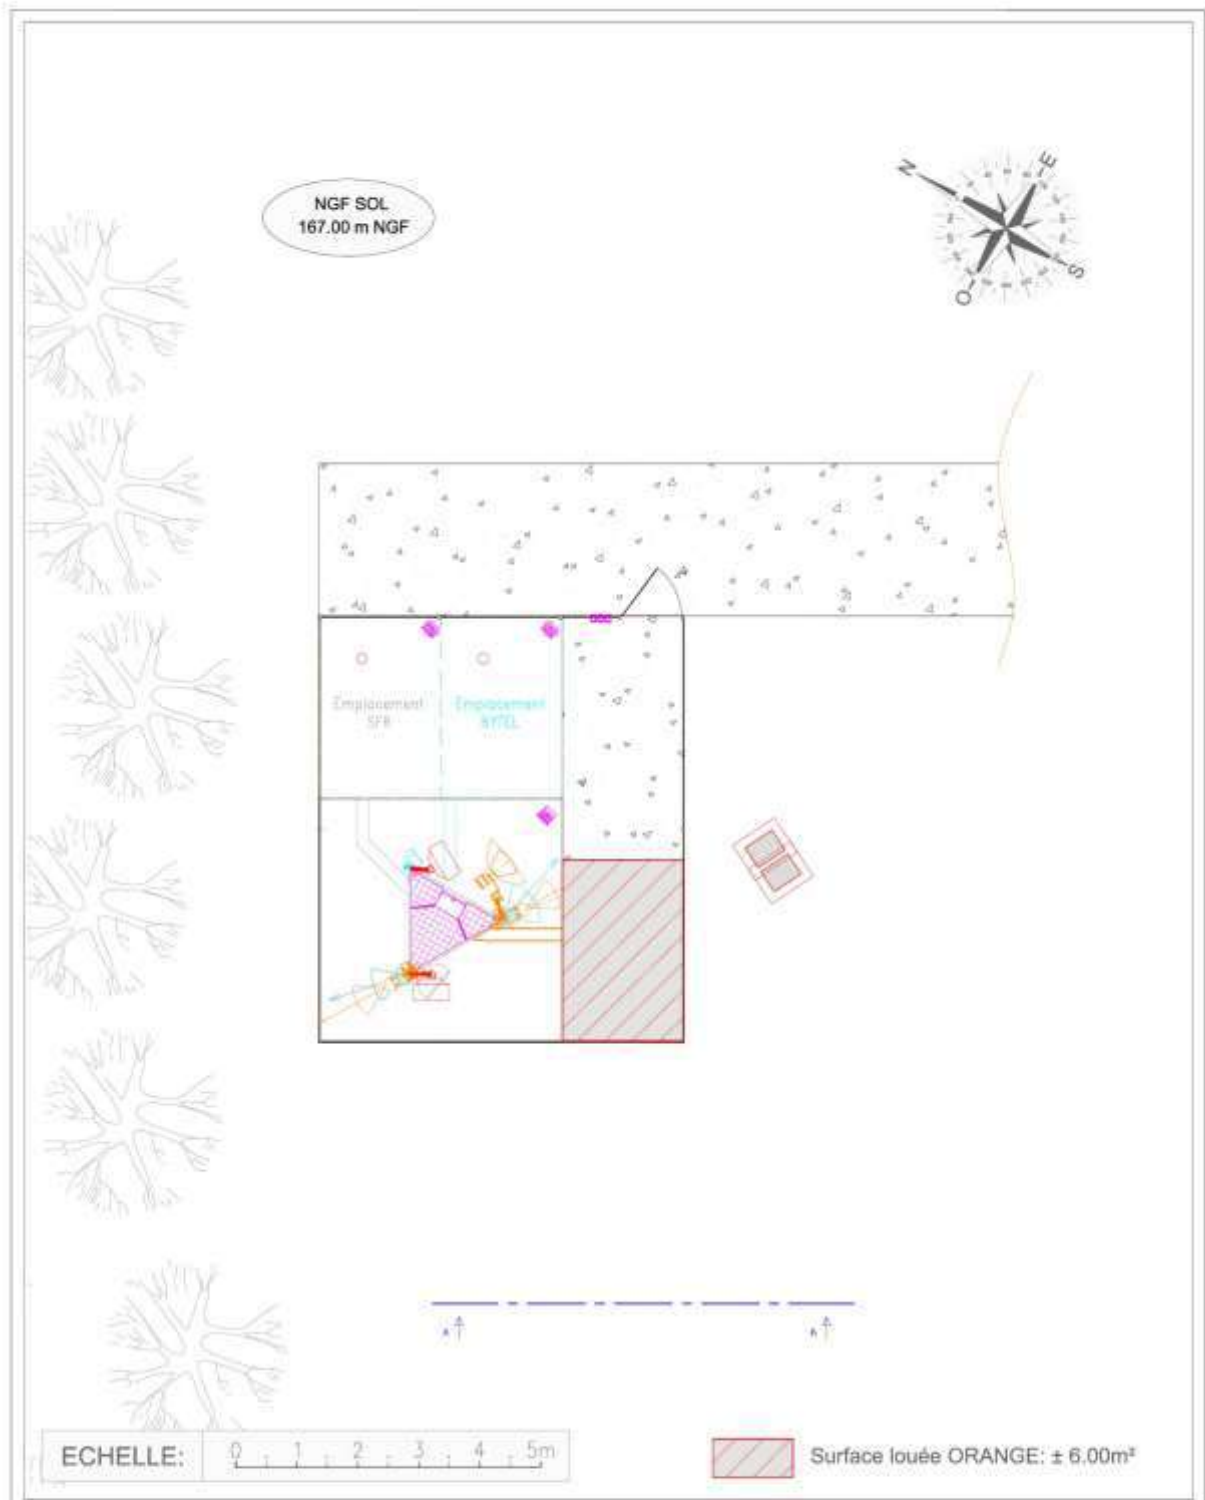 NGF SOL
167.00 m NGF
N
E
S
O
Emplacement
SFR
Emplacement
BYTEL
A
A
ECHELLE:
0 1 2 3 4 5m
Surface louée ORANGE: ± 6.00m²